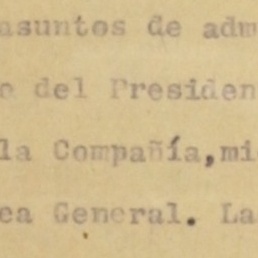 asuntos de adm
o del Presiden
la Compañía,mi
ea General. La